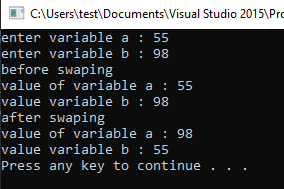 C:\Users\test\Documents\Visual Studio 2015\Pro
enter variable a : 55
enter variable b : 98
before swaping
value of variable a : 55
value variable b : 98
after swaping
value of variable a : 98
value variable b : 55
Press any key to continue . . .